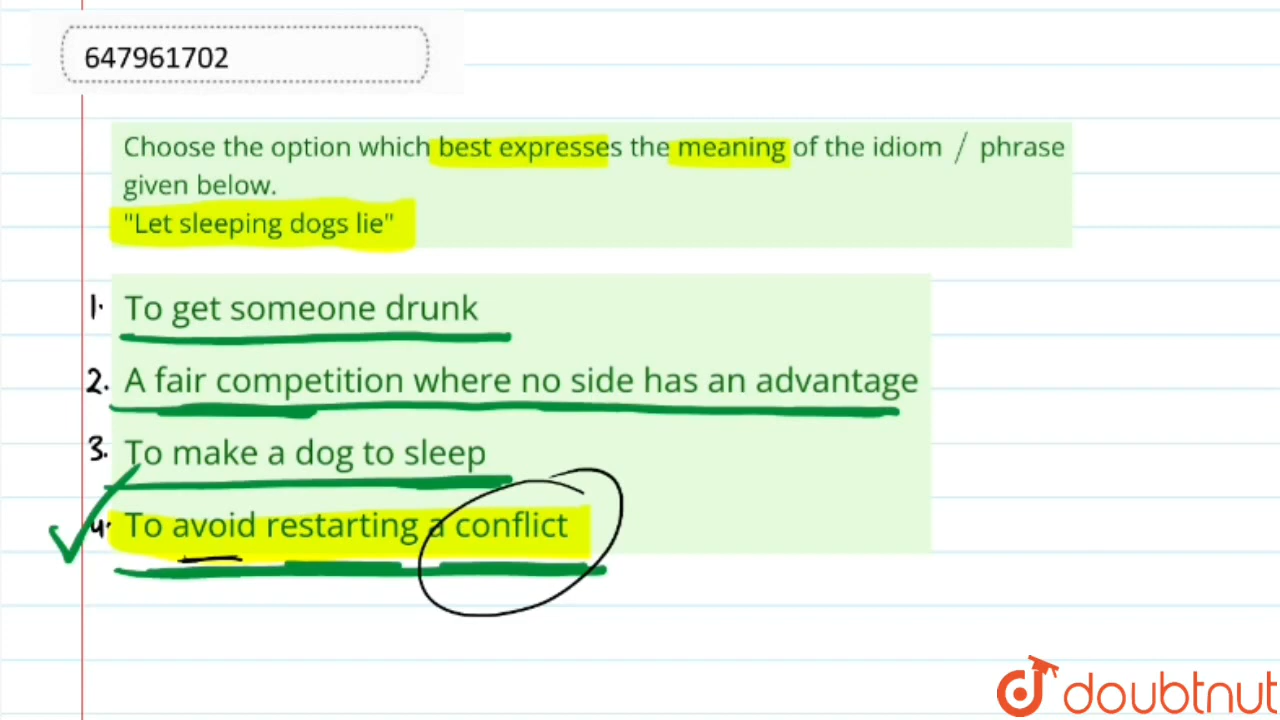 647961702
Choose the option which best expresses the meaning of the idiom / phrase
given below.
"Let sleeping dogs lie"
1. To get someone drunk
2. A fair competition where no side has an advantage
3. To make a dog to sleep
4. To avoid restarting a conflict
doubtnut